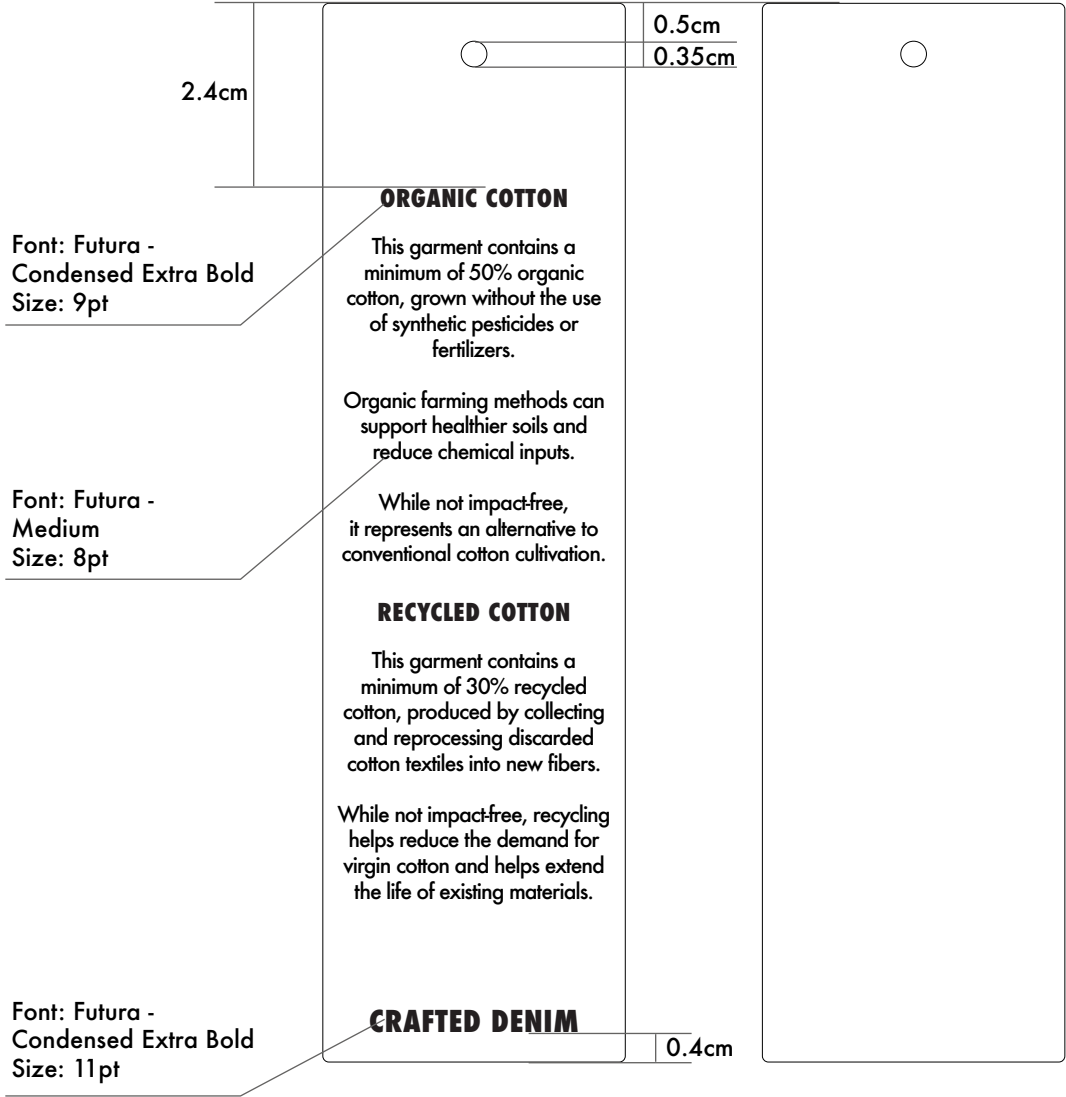 0.5cm
0.35cm
2.4cm
ORGANIC COTTON
Font: Futura -
Condensed Extra Bold
Size: 9pt
This garment contains a
minimum of 50% organic
cotton, grown without the use
of synthetic pesticides or
fertilizers.
Organic farming methods can
support healthier soils and
reduce chemical inputs.
Font: Futura -
Medium
Size: 8pt
While not impact-free,
it represents an alternative to
conventional cotton cultivation.
RECYCLED COTTON
This garment contains a
minimum of 30% recycled
cotton, produced by collecting
and reprocessing discarded
cotton textiles into new fibers.
While not impact-free, recycling
helps reduce the demand for
virgin cotton and helps extend
the life of existing materials.
Font: Futura -
Condensed Extra Bold
Size: 11pt
CRAFTED DENIM
0.4cm